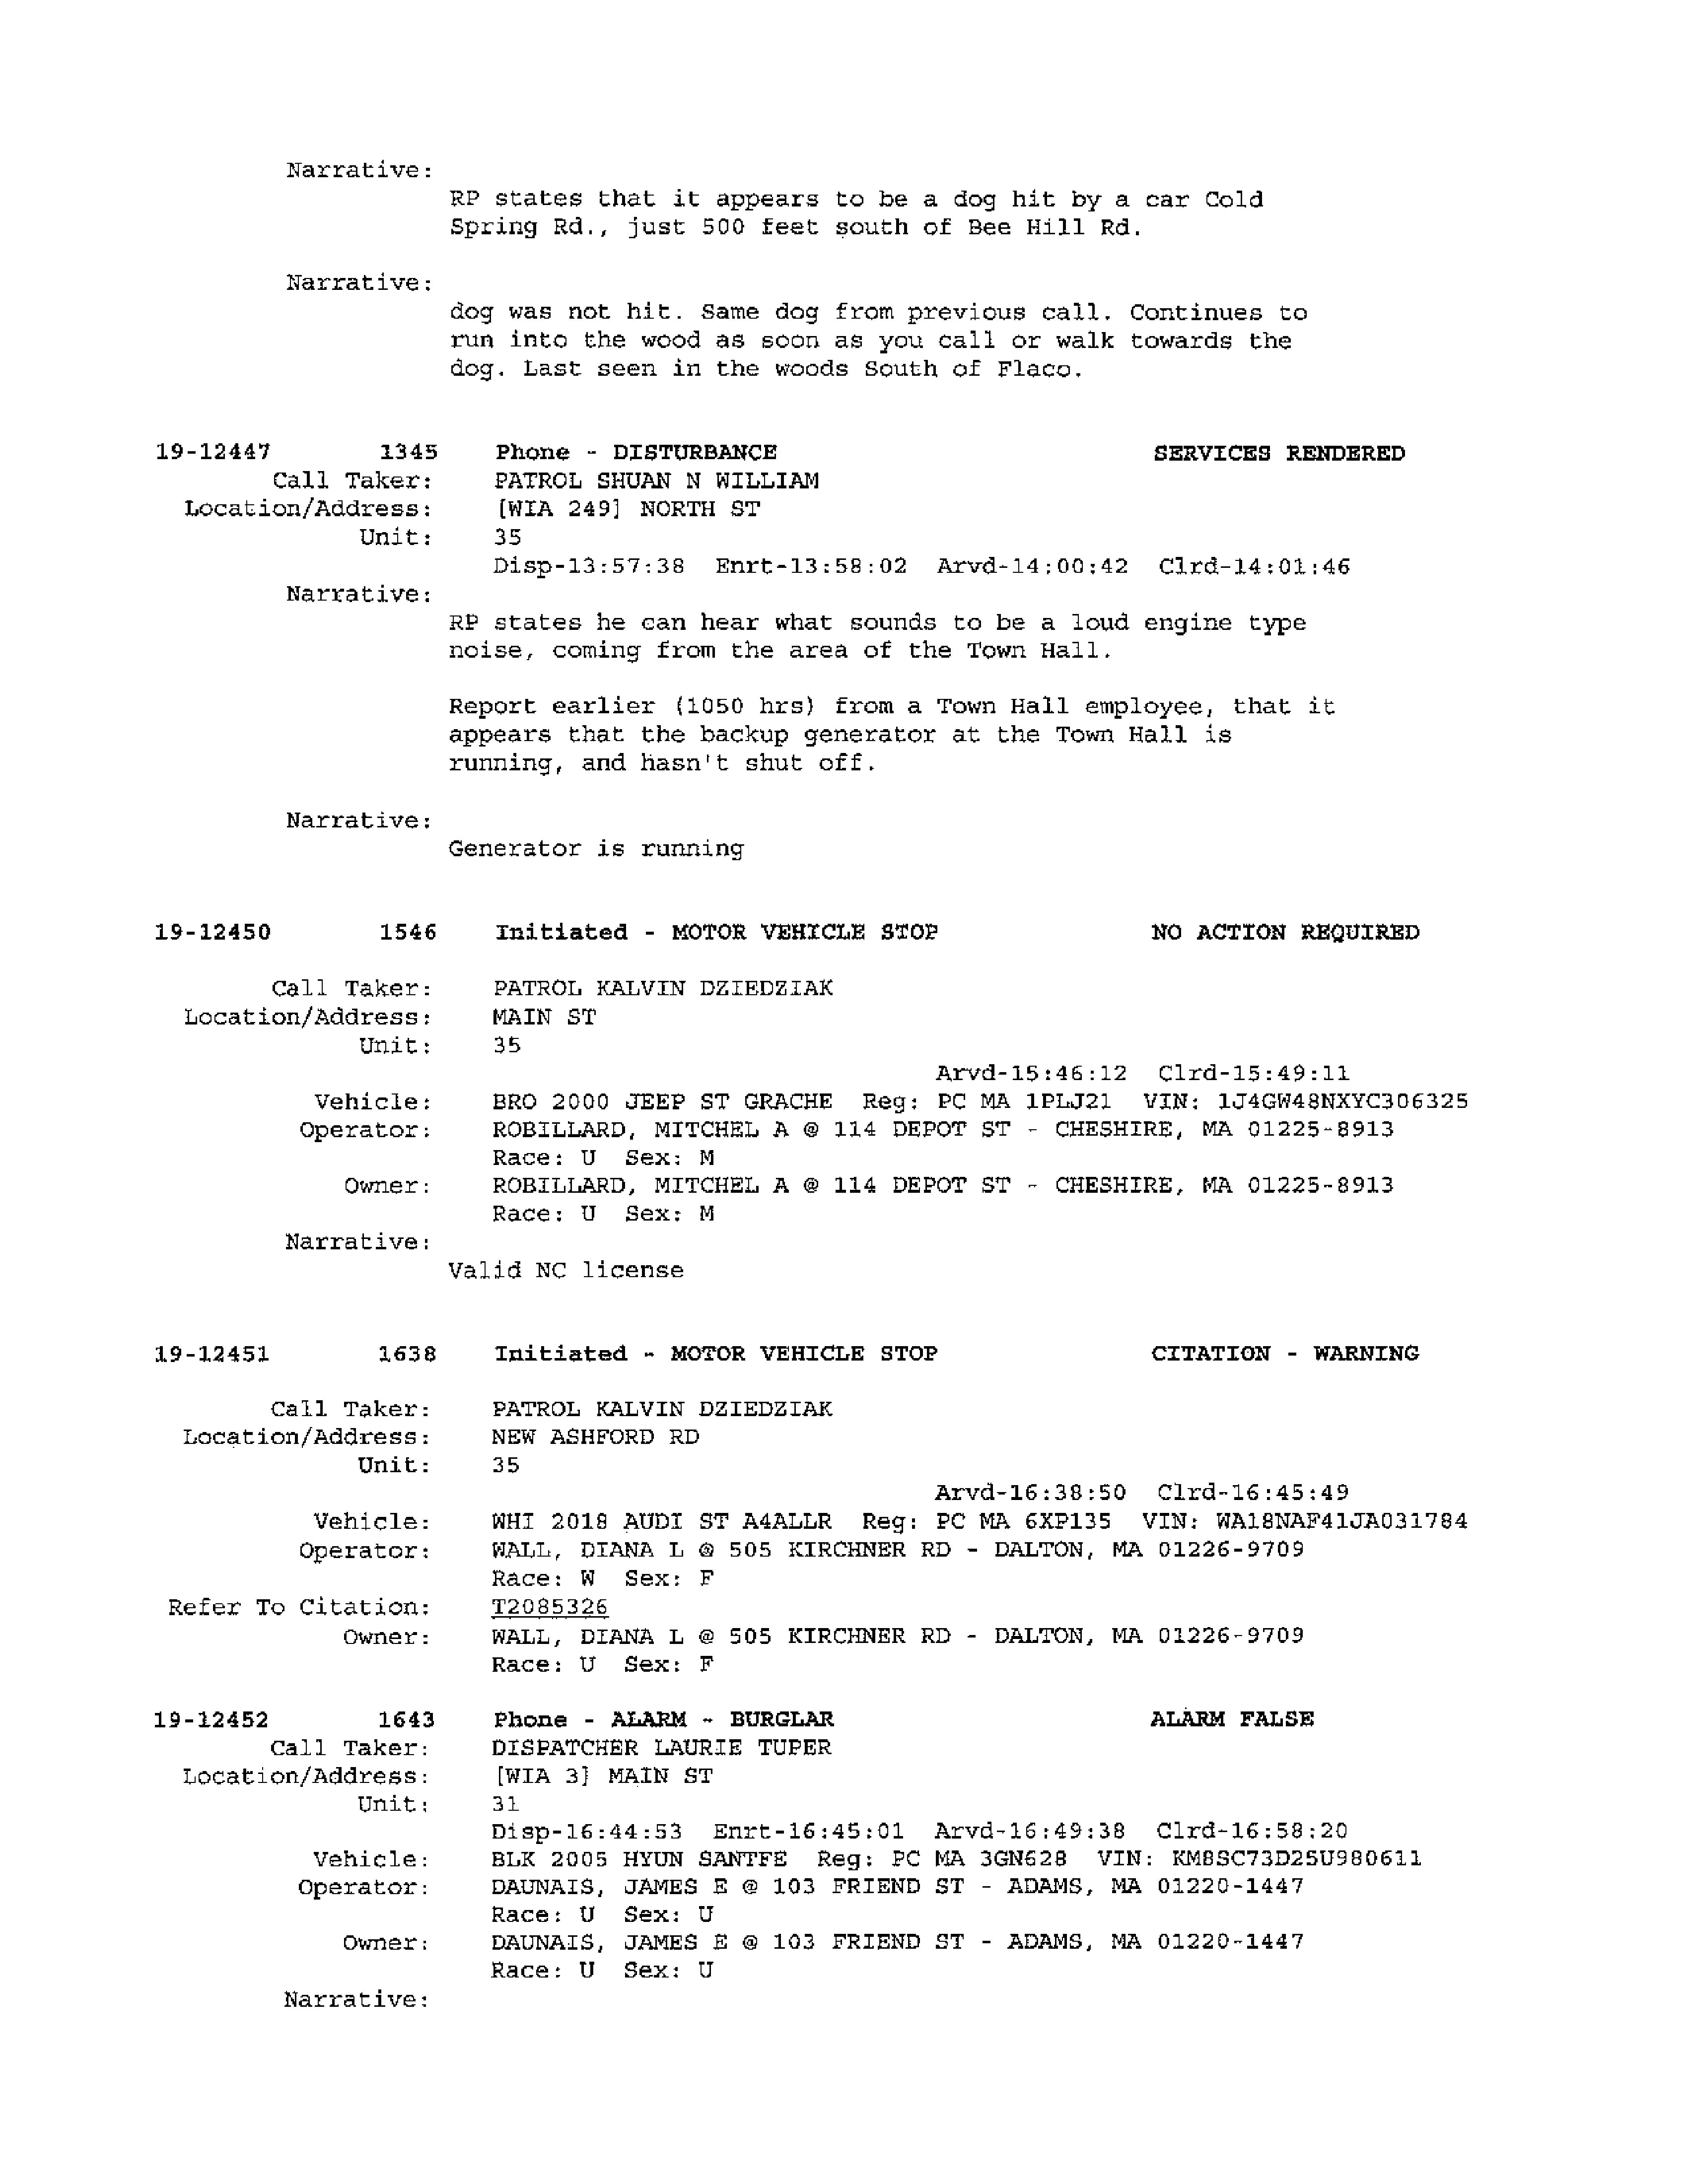 Narrative:
RP states that it appears to be a dog hit by a car Cold
Spring Rd., just 500 feet south of Bee Hill Rd.
Narrative:
dog was not hit. Same dog from previous call. Continues to
run into the wood as soon as you call or walk towards the
dog. Last seen in the woods South of Flaco.
19-12447 1345 Phone - DISTURBANCE SERVICES RENDERED
Call Taker: PATROL SHUAN N WILLIAM
Location/Address: [WIA 249] NORTH ST
Unit: 35
Disp-13:57:38 Enrt-13:58:02 Arvd-14:00:42 Clrd-14:01:46
Narrative:
RP states he can hear what sounds to be a loud engine type
noise, coming from the area of the Town Hall.
Report earlier (1050 hrs) from a Town Hall employee, that it
appears that the backup generator at the Town Hall is
running, and hasn't shut off.
Narrative:
Generator is running
19-12450 1546 Initiated - MOTOR VEHICLE STOP NO ACTION REQUIRED
Call Taker: PATROL KALVIN DZIEDZIAK
Location/Address: MAIN ST
Unit: 35
Arvd-15:46:12 Clrd-15:49:11
Vehicle: BRO 2000 JEEP ST GRACHE Reg: PC MA 1PLJ21 VIN: 1J4GW48NXYC306325
Operator: ROBILLARD, MITCHEL A @ 114 DEPOT ST - CHESHIRE, MA 01225-8913
Race: U Sex: M
Owner: ROBILLARD, MITCHEL A @ 114 DEPOT ST - CHESHIRE, MA 01225-8913
Race: U Sex: M
Narrative:
Valid NC license
19-12451 1638 Initiated - MOTOR VEHICLE STOP CITATION - WARNING
Call Taker: PATROL KALVIN DZIEDZIAK
Location/Address: NEW ASHFORD RD
Unit: 35
Arvd-16:38:50 Clrd-16:45:49
Vehicle: WHI 2018 AUDI ST A4ALLR Reg: PC MA 6XP135 VIN: WA18NAF41JA031784
Operator: WALL, DIANA L @ 505 KIRCHNER RD - DALTON, MA 01226-9709
Race: W Sex: F
Refer To Citation: T2085326
Owner: WALL, DIANA L @ 505 KIRCHNER RD - DALTON, MA 01226-9709
Race: U Sex: F
19-12452 1643 Phone - ALARM - BURGLAR ALARM FALSE
Call Taker: DISPATCHER LAURIE TUPER
Location/Address: [WIA 3] MAIN ST
Unit: 31
Disp-16:44:53 Enrt-16:45:01 Arvd-16:49:38 Clrd-16:58:20
Vehicle: BLK 2005 HYUN SANTFE Reg: PC MA 3GN628 VIN: KM8SC73D25U980611
Operator: DAUNAIS, JAMES E @ 103 FRIEND ST - ADAMS, MA 01220-1447
Race: U Sex: U
Owner: DAUNAIS, JAMES E @ 103 FRIEND ST - ADAMS, MA 01220-1447
Race: U Sex: U
Narrative: